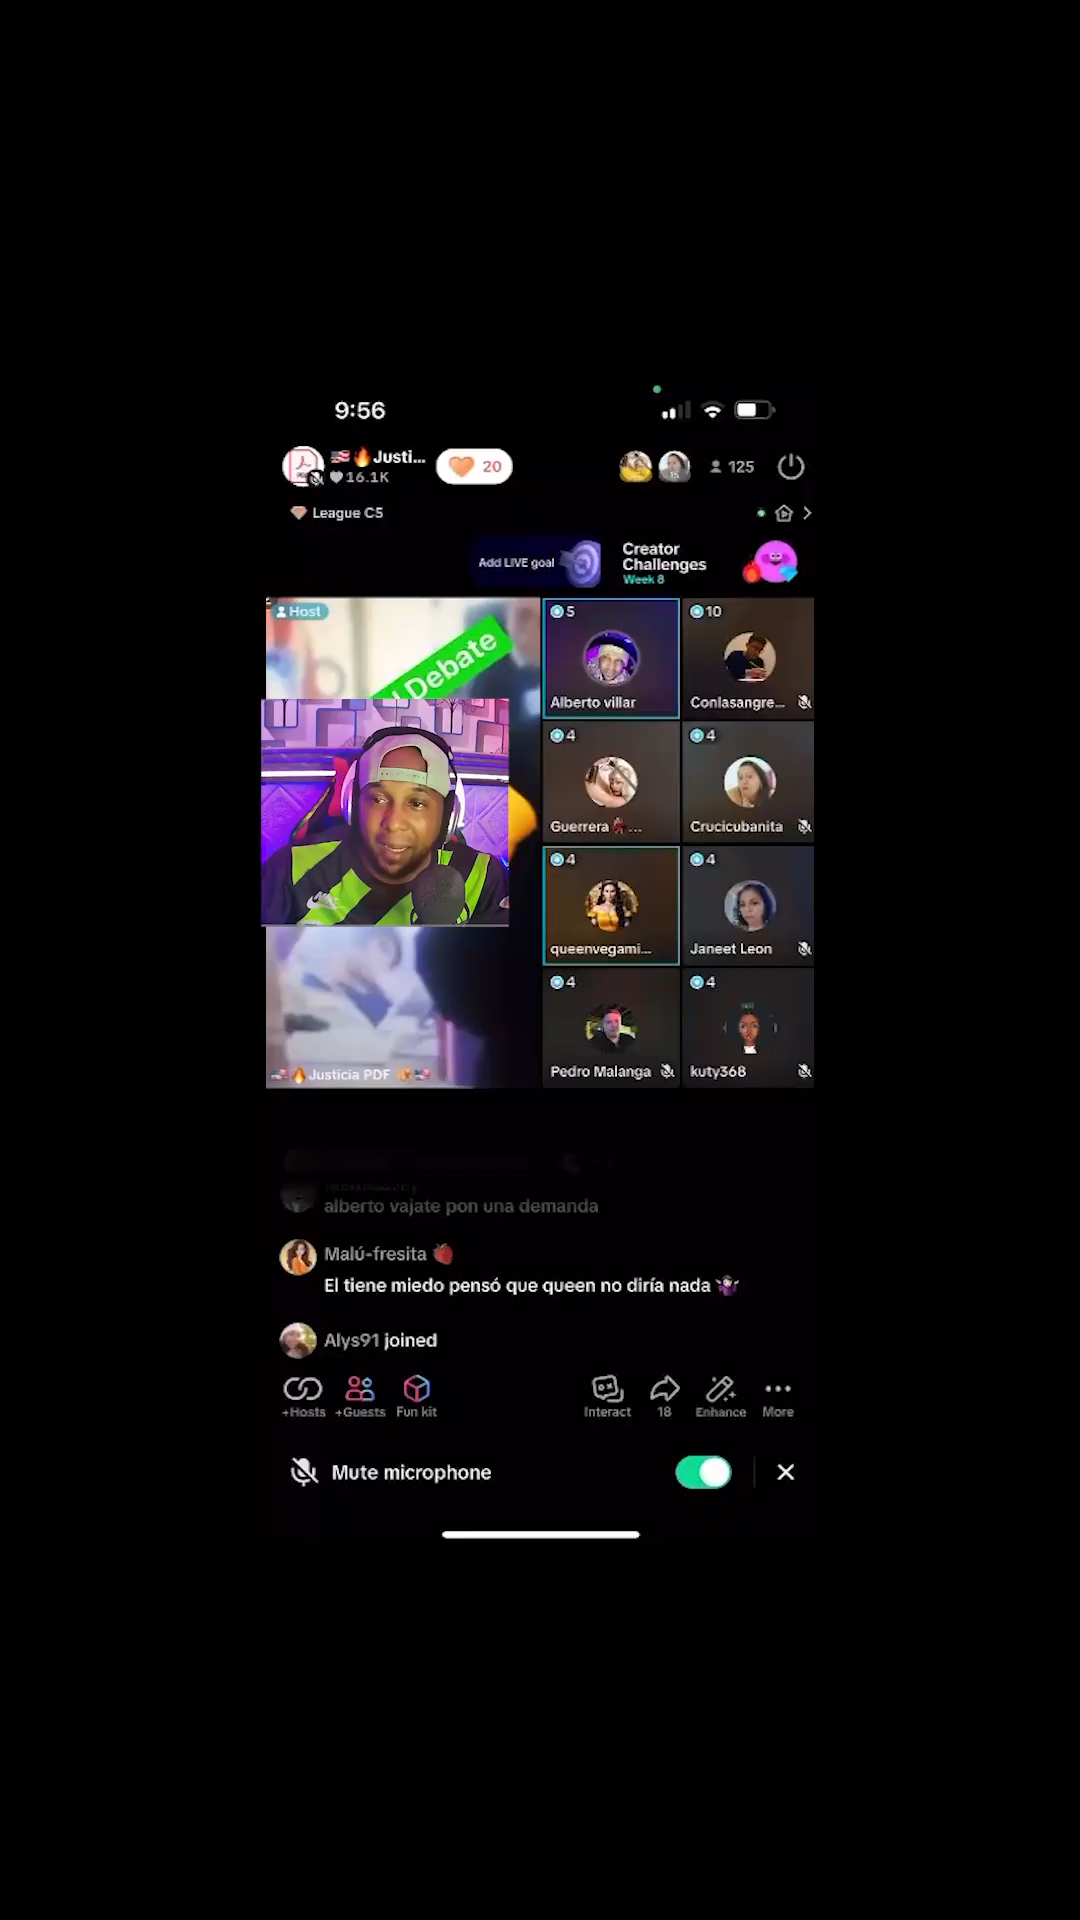 9:56
Justi...
20
16.1K
15
125
League C5
Add LIVE goal
Creator
Challenges
Week 8
Host
Debate
5
Alberto villar
10
Conlasangre...
4
Guerrera ...
4
Crucicubanita
4
queenvegami...
4
Janeet Leon
4
Pedro Malanga
4
kuty368
Justicia PDF
alberto vajate pon una demanda
Malú-fresita 🍓
El tiene miedo pensó que queen no diría nada 🤷
Alys91 joined
+Hosts
+Guests
Fun kit
Interact
18
Enhance
More
Mute microphone